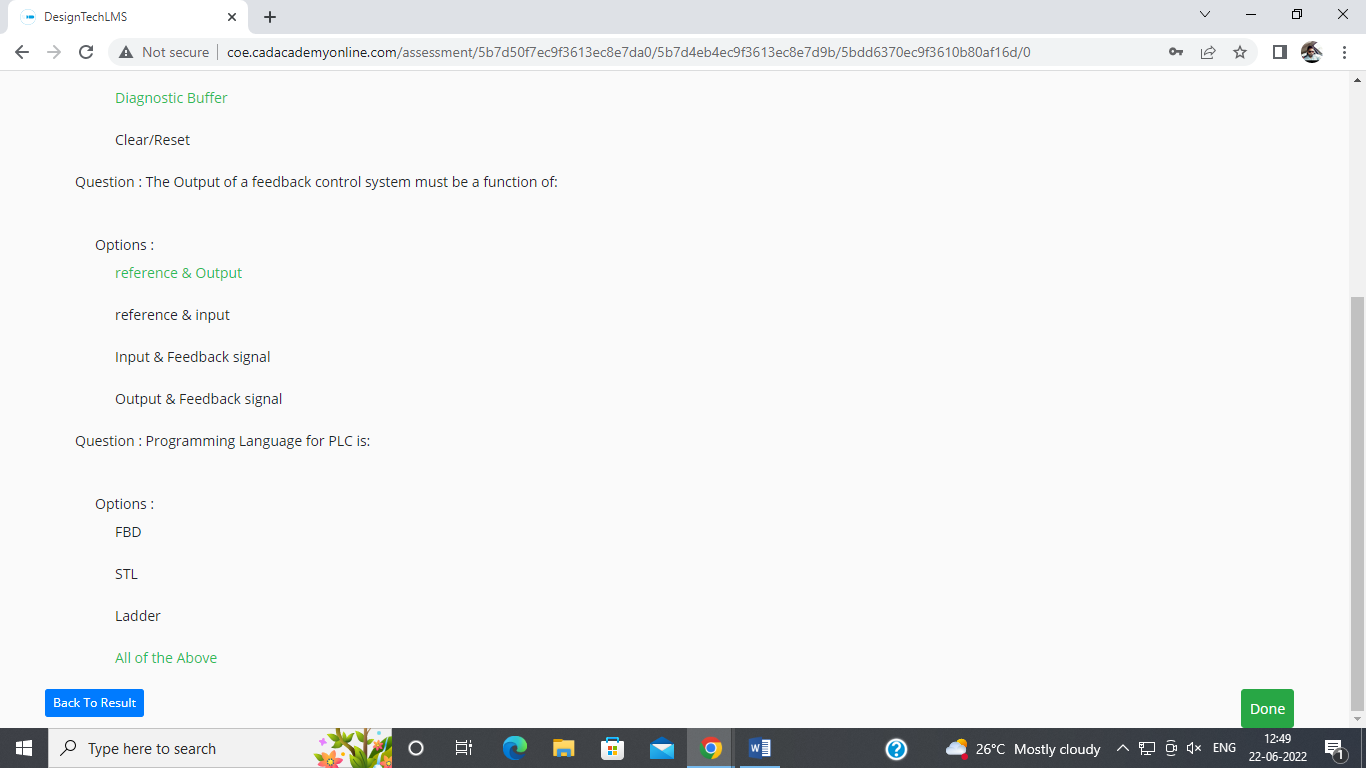 DesignTechLMS
Not secure
coe.cadacademyonline.com/assessment/5b7d50f7ec9f3613ec8e7da0/5b7d4eb4ec9f3613ec8e7d9b/5bdd6370ec9f3610b80af16d/0
Diagnostic Buffer
Clear/Reset
Question : The Output of a feedback control system must be a function of:
Options :
reference & Output
reference & input
Input & Feedback signal
Output & Feedback signal
Question : Programming Language for PLC is:
Options :
FBD
STL
Ladder
All of the Above
Back To Result
Done
Type here to search
26°C Mostly cloudy
ENG
12:49
22-06-2022
1